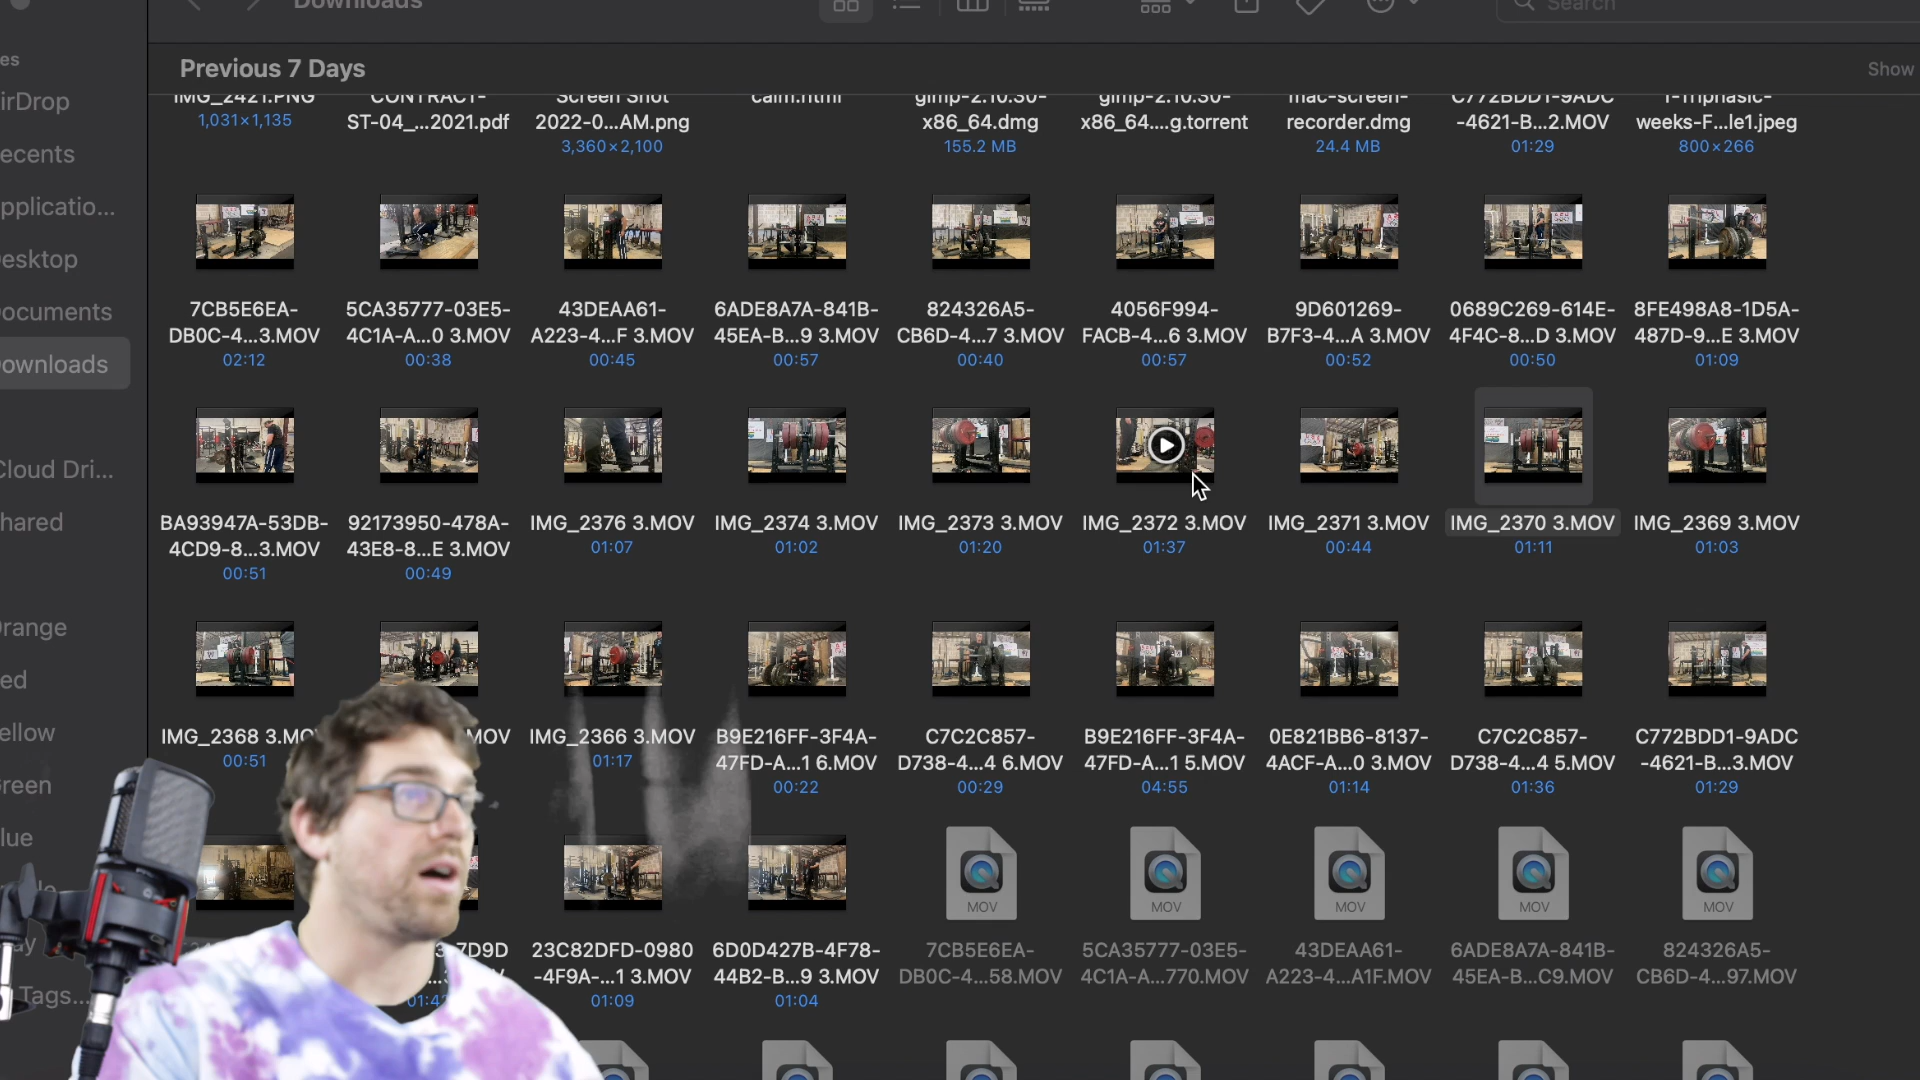 Downloads
Search
es
Previous 7 Days
Show
irDrop
ecents
pplicatio...
esktop
ocuments
ownloads
Cloud Dri...
hared
range
ed
ellow
reen
lue
ay
Tags...
IMG_2421.PNG
1,031×1,135
CONTRACT-
ST-04_...2021.pdf
Screen Shot
2022-0...AM.png
3,360×2,100
calm.html
gimp-2.10.30-
x86_64.dmg
155.2 MB
gimp-2.10.30-
x86_64....g.torrent
mac-screen-
recorder.dmg
24.4 MB
C772BDD1-9ADC
-4621-B...2.MOV
01:29
1-Triphasic-
weeks-F...le1.jpeg
800×266
7CB5E6EA-
DB0C-4...3.MOV
02:12
5CA35777-03E5-
4C1A-A...0 3.MOV
00:38
43DEAA61-
A223-4...F 3.MOV
00:45
6ADE8A7A-841B-
45EA-B...9 3.MOV
00:57
824326A5-
CB6D-4...7 3.MOV
00:40
4056F994-
FACB-4...6 3.MOV
00:57
9D601269-
B7F3-4...A 3.MOV
00:52
0689C269-614E-
4F4C-8...D 3.MOV
00:50
8FE498A8-1D5A-
487D-9...E 3.MOV
01:09
BA93947A-53DB-
4CD9-8...3.MOV
00:51
92173950-478A-
43E8-8...E 3.MOV
00:49
IMG_2376 3.MOV
01:07
IMG_2374 3.MOV
01:02
IMG_2373 3.MOV
01:20
IMG_2372 3.MOV
01:37
IMG_2371 3.MOV
00:44
IMG_2370 3.MOV
01:11
IMG_2369 3.MOV
01:03
IMG_2368 3.MO
00:51
MOV
IMG_2366 3.MOV
01:17
B9E216FF-3F4A-
47FD-A...1 6.MOV
00:22
C7C2C857-
D738-4...4 6.MOV
00:29
B9E216FF-3F4A-
47FD-A...1 5.MOV
04:55
0E821BB6-8137-
4ACF-A...0 3.MOV
01:14
C7C2C857-
D738-4...4 5.MOV
01:36
C772BDD1-9ADC
-4621-B...3.MOV
01:29
7D9D
01:42
23C82DFD-0980
-4F9A-...1 3.MOV
01:09
6D0D427B-4F78-
44B2-B...9 3.MOV
01:04
MOV
7CB5E6EA-
DB0C-4...58.MOV
MOV
5CA35777-03E5-
4C1A-A...770.MOV
MOV
43DEAA61-
A223-4...A1F.MOV
MOV
6ADE8A7A-841B-
45EA-B...C9.MOV
MOV
824326A5-
CB6D-4...97.MOV